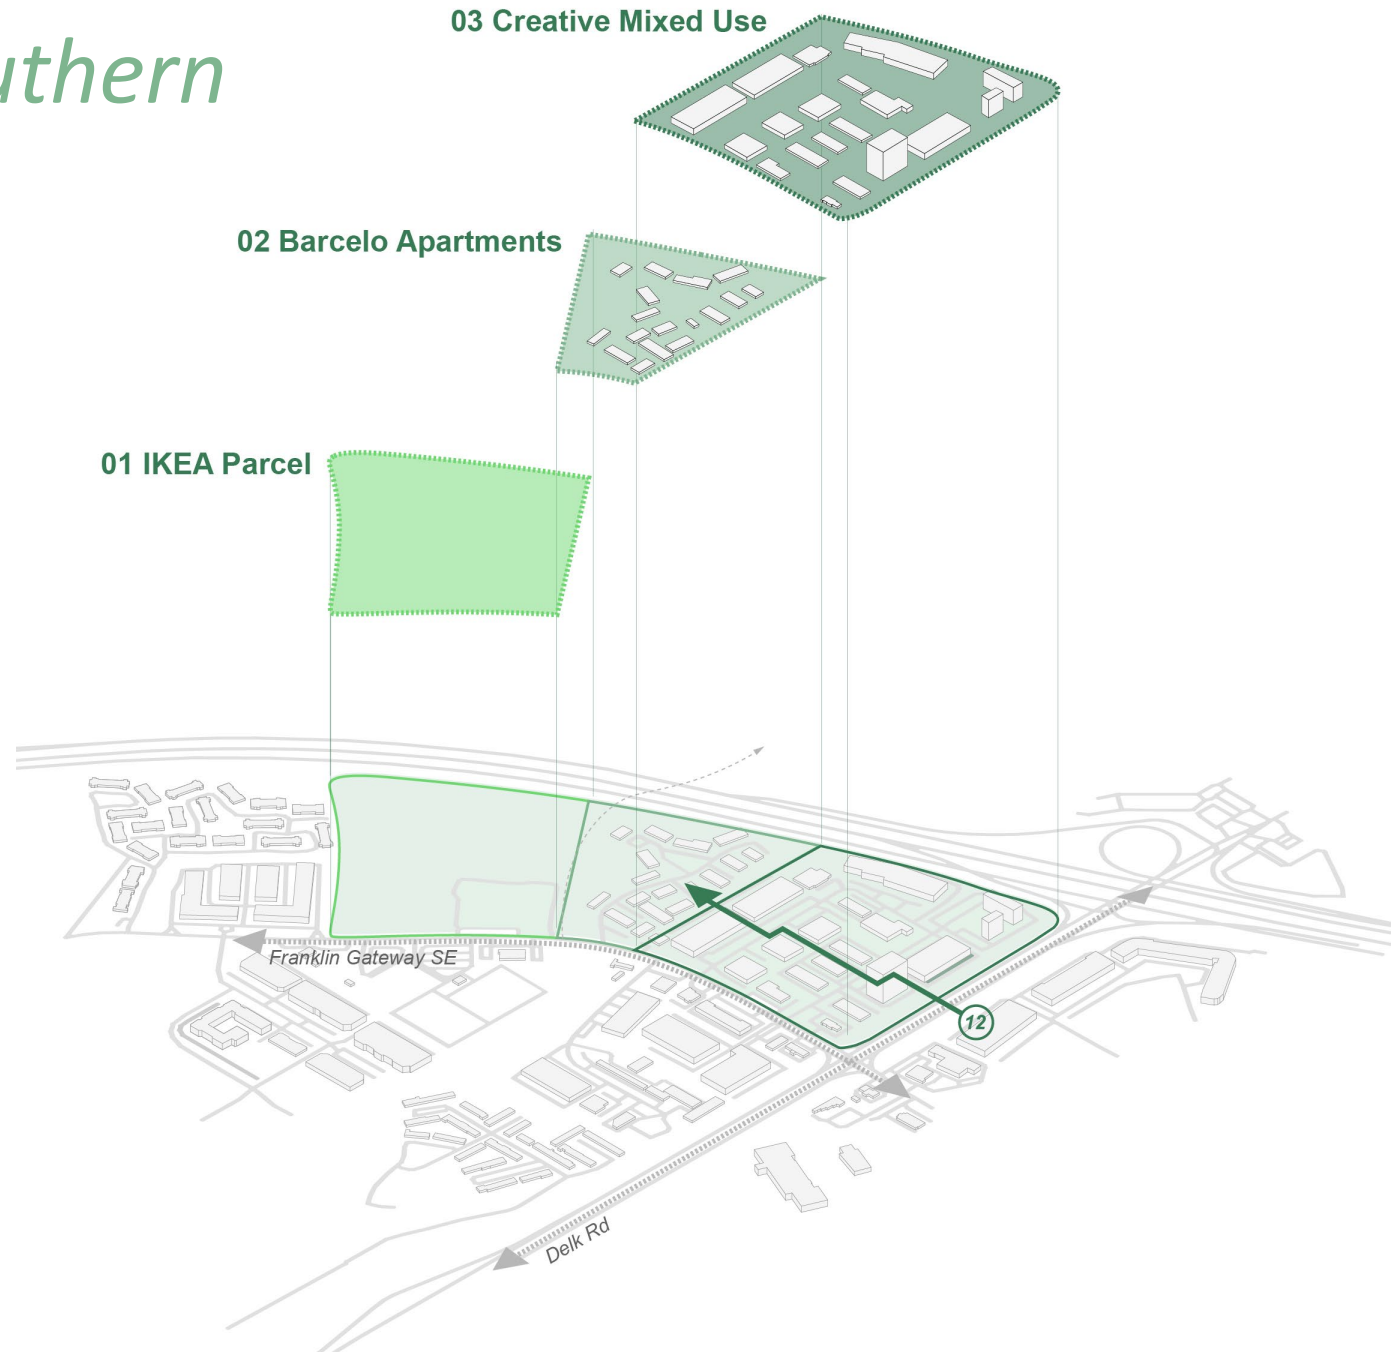 03 Creative Mixed Use
uthern
02 Barcelo Apartments
01 IKEA Parcel
Franklin Gateway SE
12
Delk Rd